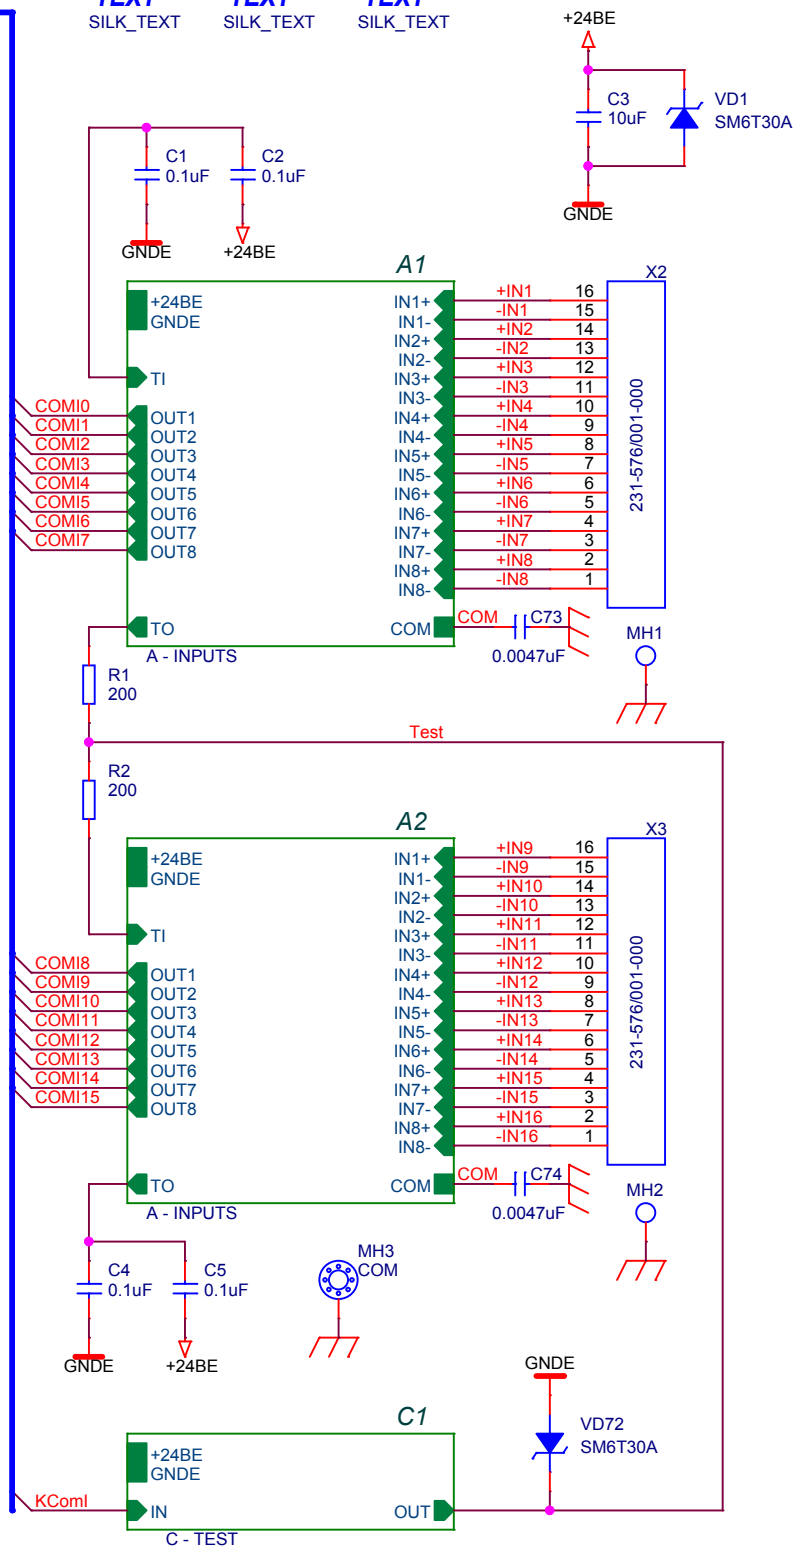 TEXT TEXT TEXT
SILK_TEXT SILK_TEXT SILK_TEXT
+24BE
C3
10uF
VD1
SM6T30A
GNDE
C1
0.1uF
C2
0.1uF
GNDE
+24BE
A1
+24BE
GNDE
TI
OUT1
OUT2
OUT3
OUT4
OUT5
OUT6
OUT7
OUT8
TO
COMI0
COMI1
COMI2
COMI3
COMI4
COMI5
COMI6
COMI7
IN1+
IN1-
IN2+
IN2-
IN3+
IN3-
IN4+
IN4-
IN5+
IN5-
IN6+
IN6-
IN7+
IN7-
IN8+
IN8-
COM
A - INPUTS
X2
+IN1 16
-IN1 15
+IN2 14
-IN2 13
+IN3 12
-IN3 11
+IN4 10
-IN4 9
+IN5 8
-IN5 7
+IN6 6
-IN6 5
+IN7 4
-IN7 3
+IN8 2
-IN8 1
231-576/001-000
COM
C73
0.0047uF
MH1
R1
200
Test
R2
200
A2
+24BE
GNDE
TI
OUT1
OUT2
OUT3
OUT4
OUT5
OUT6
OUT7
OUT8
TO
COMI8
COMI9
COMI10
COMI11
COMI12
COMI13
COMI14
COMI15
IN1+
IN1-
IN2+
IN2-
IN3+
IN3-
IN4+
IN4-
IN5+
IN5-
IN6+
IN6-
IN7+
IN7-
IN8+
IN8-
COM
A - INPUTS
X3
+IN9 16
-IN9 15
+IN10 14
-IN10 13
+IN11 12
-IN11 11
+IN12 10
-IN12 9
+IN13 8
-IN13 7
+IN14 6
-IN14 5
+IN15 4
-IN15 3
+IN16 2
-IN16 1
231-576/001-000
COM
C74
0.0047uF
MH2
C4
0.1uF
C5
0.1uF
GNDE
+24BE
MH3
COM
GNDE
VD72
SM6T30A
C1
+24BE
GNDE
KComI
IN
OUT
C - TEST